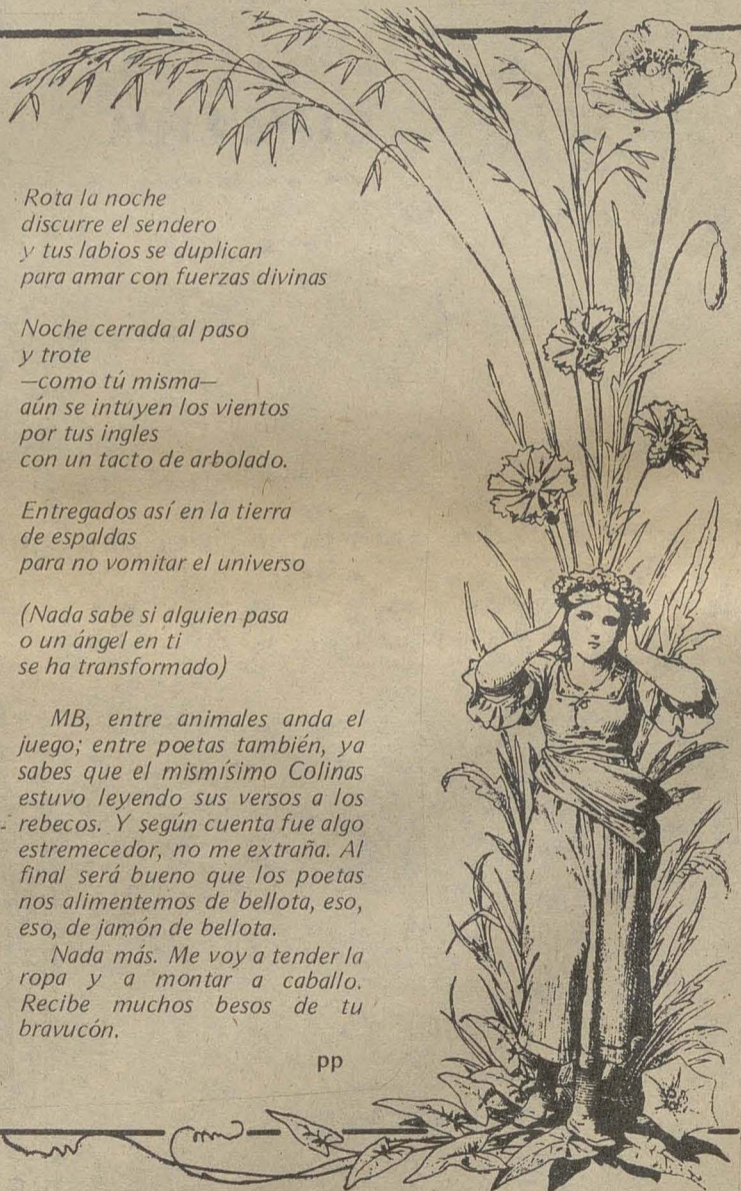 Rota la noche
discurre el sendero
y tus labios se duplican
para amar con fuerzas divinas

Noche cerrada al paso
y trote
—como tú misma—
aún se intuyen los vientos
por tus ingles
con un tacto de arbolado.

Entregados así en la tierra
de espaldas
para no vomitar el universo

(Nada sabe si alguien pasa
o un ángel en ti
se ha transformado)

MB, entre animales anda el
juego; entre poetas también, ya
sabes que el mismísimo Colinas
estuvo leyendo sus versos a los
rebecos. Y según cuenta fue algo
estremecedor, no me extraña. Al
final será bueno que los poetas
nos alimentemos de bellota, eso,
eso, de jamón de bellota.
Nada más. Me voy a tender la
ropa y a montar a caballo.
Recibe muchos besos de tu
bravucón.
pp